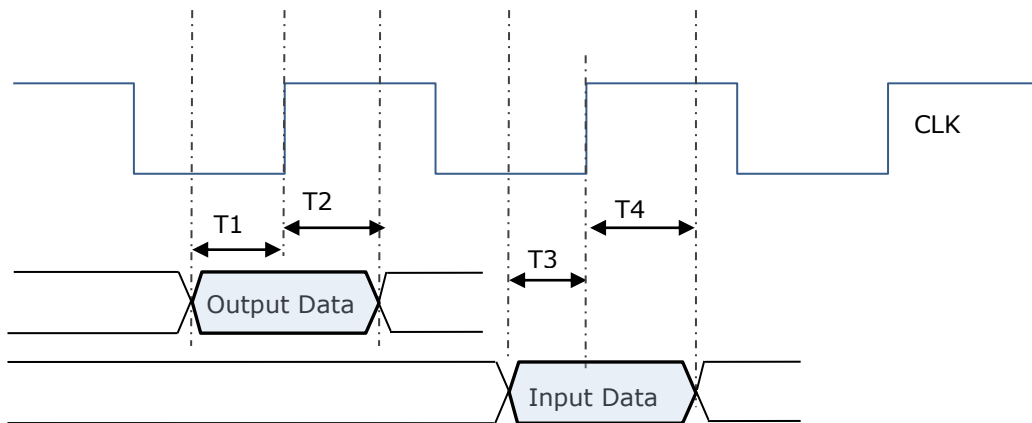 CLK
T1
T2
T3
T4
Output Data
Input Data